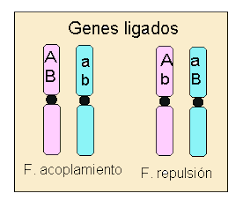 Genes ligados
A a A a
B b b B
F. acoplamiento F. repulsión